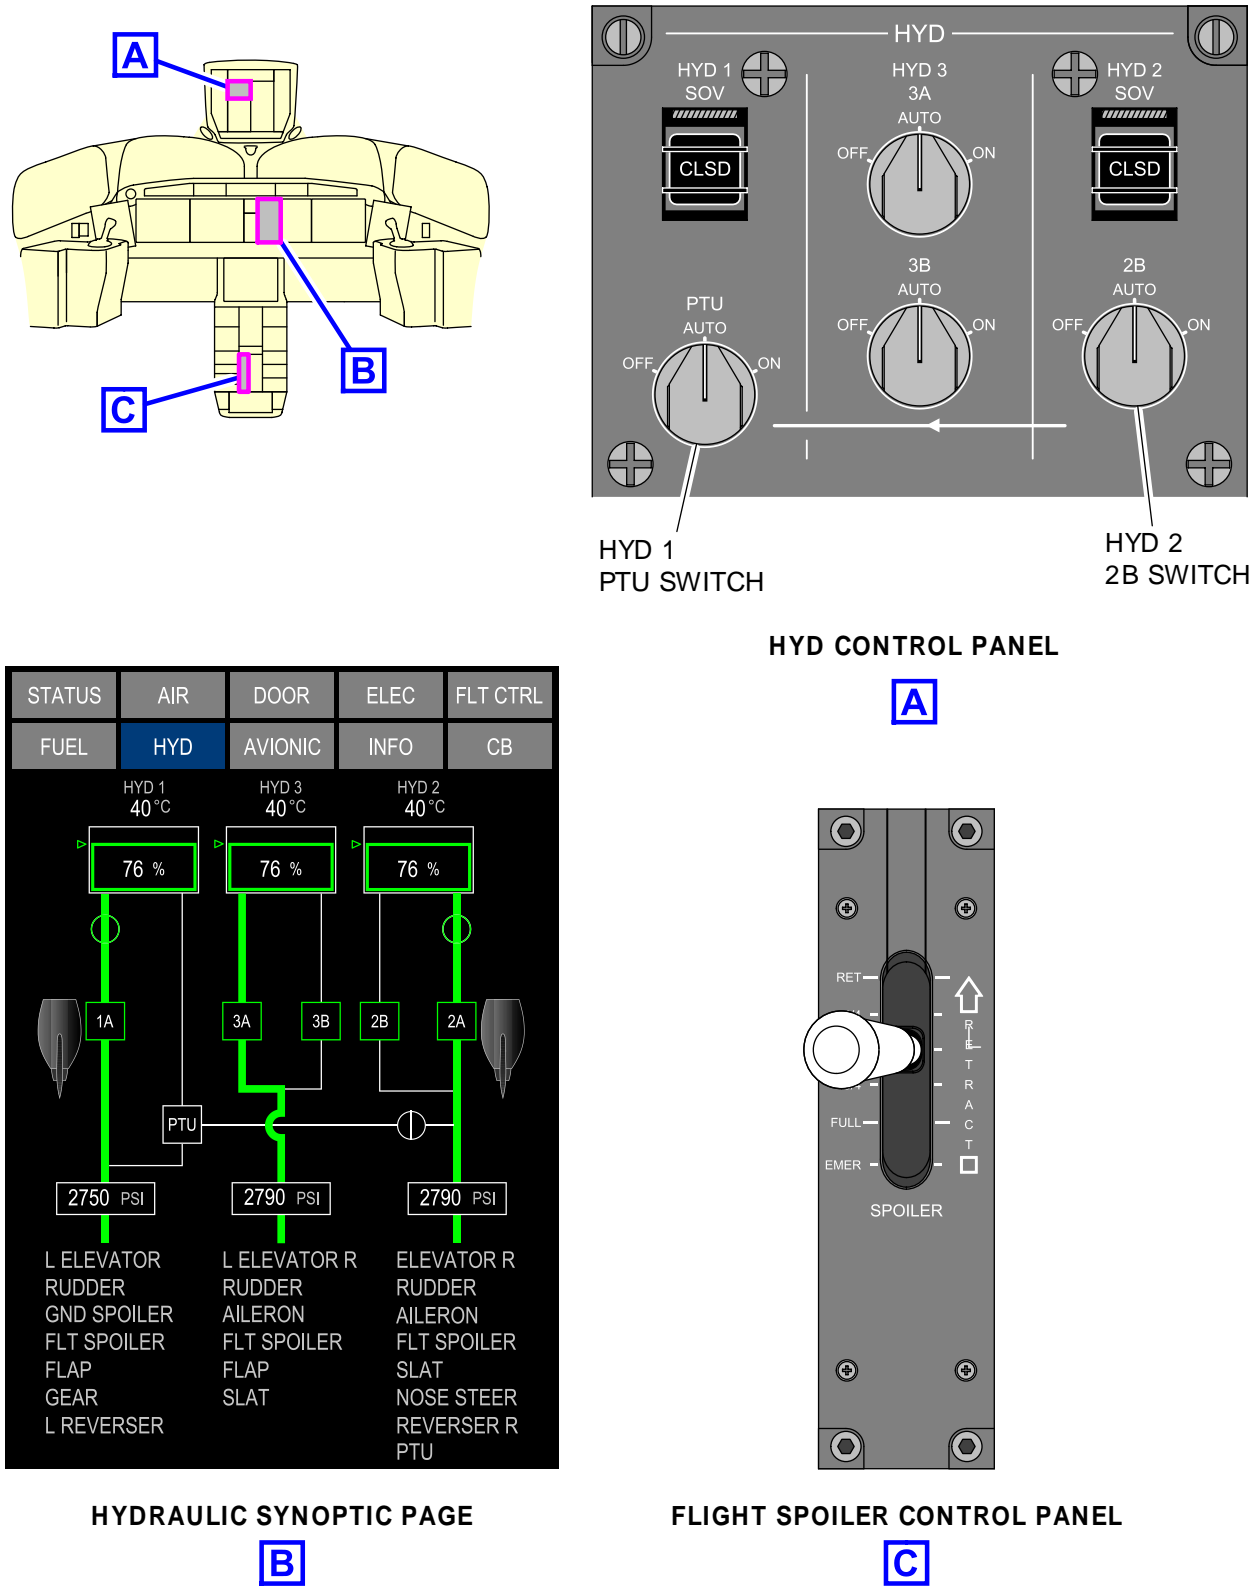 A
B
C
HYD
HYD 1
SOV
CLSD
HYD 3
3A
AUTO
OFF
ON
HYD 2
SOV
CLSD
PTU
AUTO
OFF
ON
3B
AUTO
OFF
ON
2B
AUTO
OFF
ON
HYD 1
PTU SWITCH
HYD 2
2B SWITCH
HYD CONTROL PANEL
A
STATUS AIR DOOR ELEC FLT CTRL
FUEL HYD AVIONIC INFO CB
HYD 1 HYD 3 HYD 2
40°C 40°C 40°C
76 % 76 % 76 %
1A 3A 3B 2B 2A
PTU
2750 PSI 2790 PSI 2790 PSI
L ELEVATOR
RUDDER
GND SPOILER
FLT SPOILER
FLAP
GEAR
L REVERSER
L ELEVATOR R
RUDDER
AILERON
FLT SPOILER
FLAP
SLAT
ELEVATOR R
RUDDER
AILERON
FLT SPOILER
SLAT
NOSE STEER
REVERSER R
PTU
HYDRAULIC SYNOPTIC PAGE
B
RET
FULL
EMER
RETRACT
SPOILER
FLIGHT SPOILER CONTROL PANEL
C